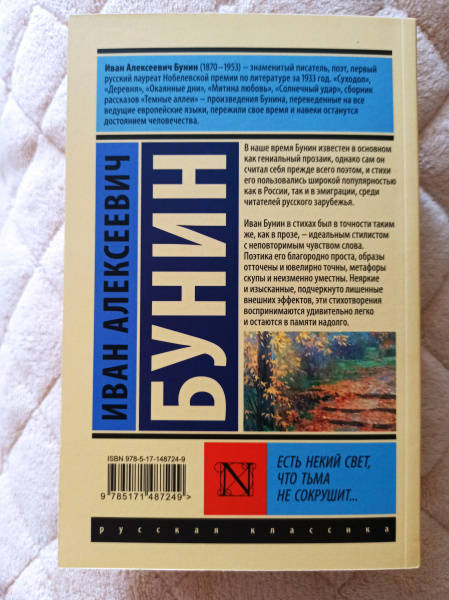 Иван Алексеевич Бунин (1870–1953) – знаменитый писатель, поэт, первый
русский лауреат Нобелевской премии по литературе за 1933 год. «Суходол»,
«Деревня», «Окаянные дни», «Митина любовь», «Солнечный удар», сборник
рассказов «Темные аллеи» – произведения Бунина, переведенные на все
ведущие европейские языки, пережили свое время и навеки останутся
достоянием человечества.
ИВАН АЛЕКСЕЕВИЧ
БУНИН
В наше время Бунин известен в основном
как гениальный прозаик, однако сам он
считал себя прежде всего поэтом, и стихи
его пользовались широкой популярностью
как в России, так и в эмиграции, среди
читателей русского зарубежья.
Иван Бунин в стихах был в точности таким
же, как в прозе, – идеальным стилистом
с неповторимым чувством слова.
Поэтика его благородно проста, образы
отточены и ювелирно точны, метафоры
скупы и неизменно уместны. Неяркие
и изысканные, подчеркнуто лишенные
внешних эффектов, эти стихотворения
воспринимаются удивительно легко
и остаются в памяти надолго.
ISBN 978-5-17-148724-9
9 785171 487249 >
N
ЕСТЬ НЕКИЙ СВЕТ,
ЧТО ТЬМА
НЕ СОКРУШИТ...
русская классика